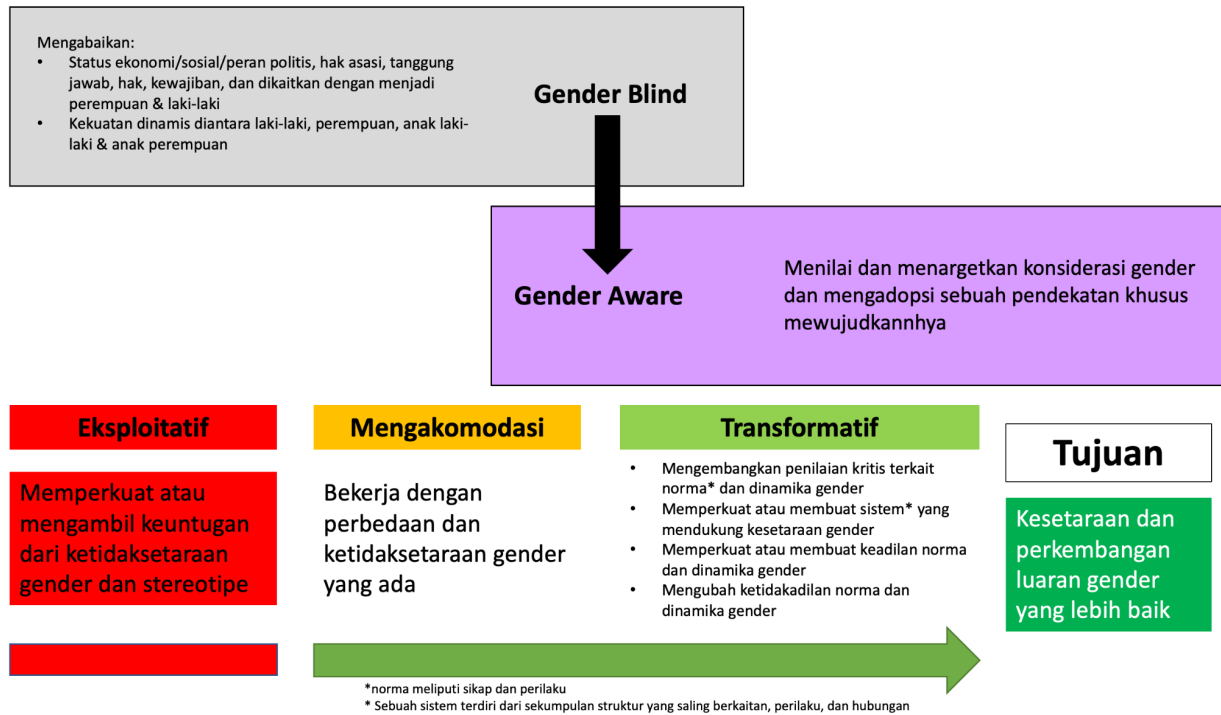 Mengabaikan:
• Status ekonomi/sosial/peran politis, hak asasi, tanggung
jawab, hak, kewajiban, dan dikaitkan dengan menjadi
perempuan & laki-laki
• Kekuatan dinamis diantara laki-laki, perempuan, anak laki-
laki & anak perempuan
Gender Blind
Gender Aware
Menilai dan menargetkan konsiderasi gender
dan mengadopsi sebuah pendekatan khusus
mewujudkannhya
Eksploitatif
Memperkuat atau
mengambil keuntugan
dari ketidaksetaraan
gender dan stereotipe
Mengakomodasi
Bekerja dengan
perbedaan dan
ketidaksetaraan gender
yang ada
Transformatif
• Mengembangkan penilaian kritis terkait
norma* dan dinamika gender
• Memperkuat atau membuat sistem* yang
mendukung kesetaraan gender
• Memperkuat atau membuat keadilan norma
dan dinamika gender
• Mengubah ketidakadilan norma dan
dinamika gender
Tujuan
Kesetaraan dan
perkembangan
luaran gender
yang lebih baik
*norma meliputi sikap dan perilaku
* Sebuah sistem terdiri dari sekumpulan struktur yang saling berkaitan, perilaku, dan hubungan